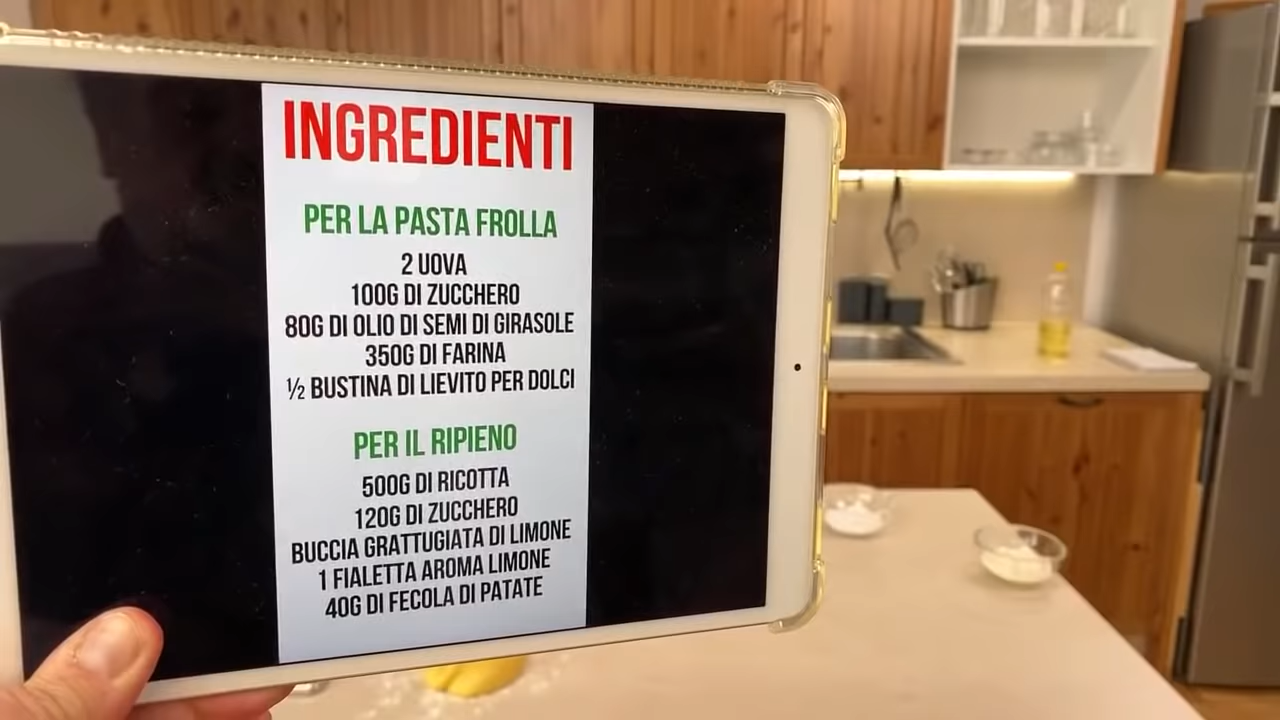 INGREDIENTI
PER LA PASTA FROLLA
2 UOVA
100G DI ZUCCHERO
80G DI OLIO DI SEMI DI GIRASOLE
350G DI FARINA
½ BUSTINA DI LIEVITO PER DOLCI
PER IL RIPIENO
500G DI RICOTTA
120G DI ZUCCHERO
BUCCIA GRATTUGIATA DI LIMONE
1 FIALETTA AROMA LIMONE
40G DI FECOLA DI PATATE